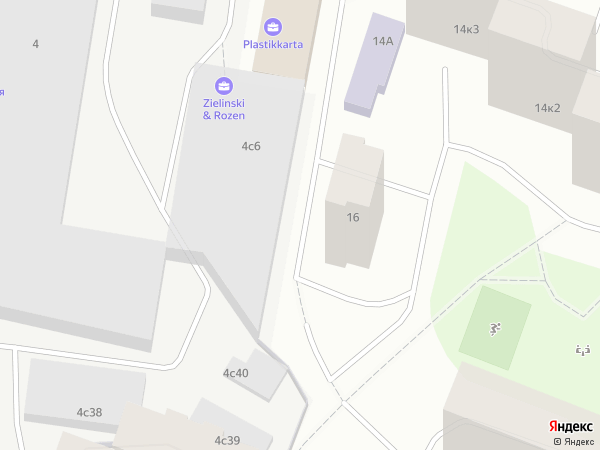 Plastikkarta
14к3
4
14А
я
Zielinski
& Rozen
14к2
4с6
16
4с40
4с38
4с39
Яндекс
© Яндекс